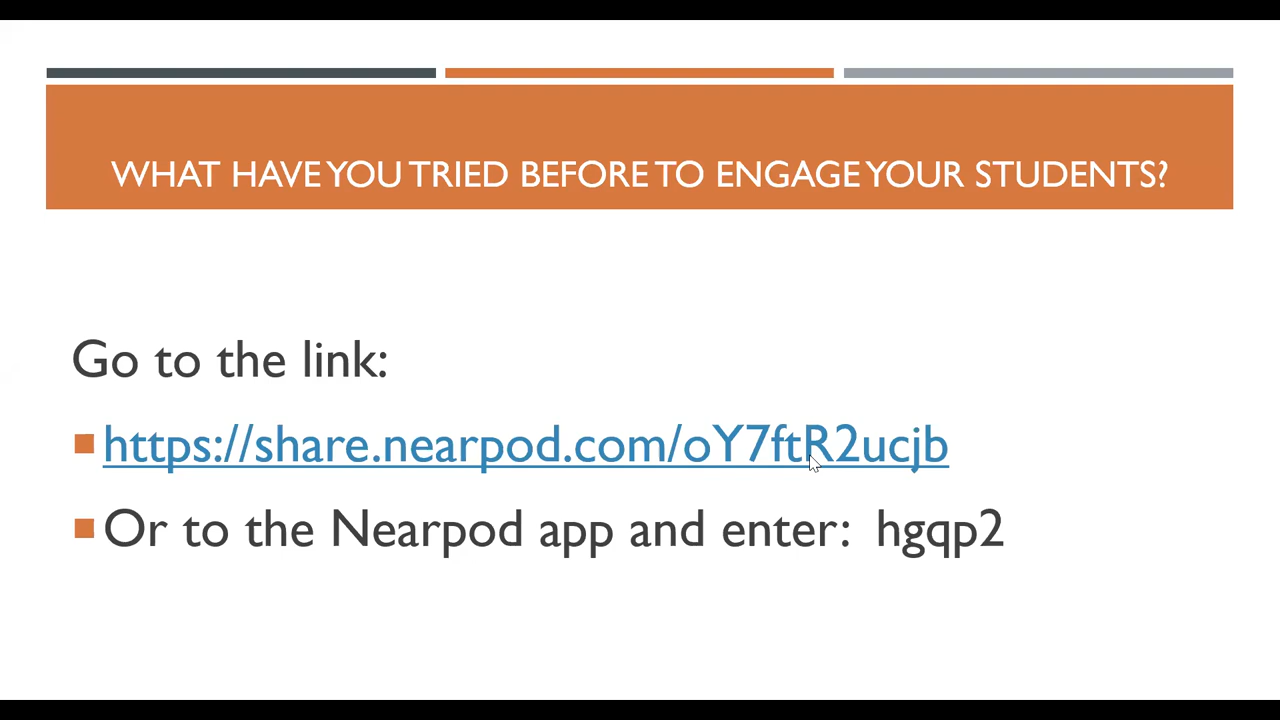 WHAT HAVE YOU TRIED BEFORE TO ENGAGE YOUR STUDENTS?
Go to the link:
https://share.nearpod.com/oY7ftR2ucjb
Or to the Nearpod app and enter: hgqp2